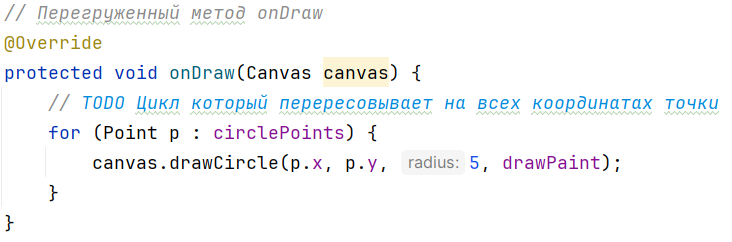 // Перегруженный метод onDraw
@Override
protected void onDraw(Canvas canvas) {
// TODO Цикл который перересовывает на всех координатах точки
for (Point p : circlePoints) {
canvas.drawCircle(p.x, p.y, radius: 5, drawPaint);
}
}